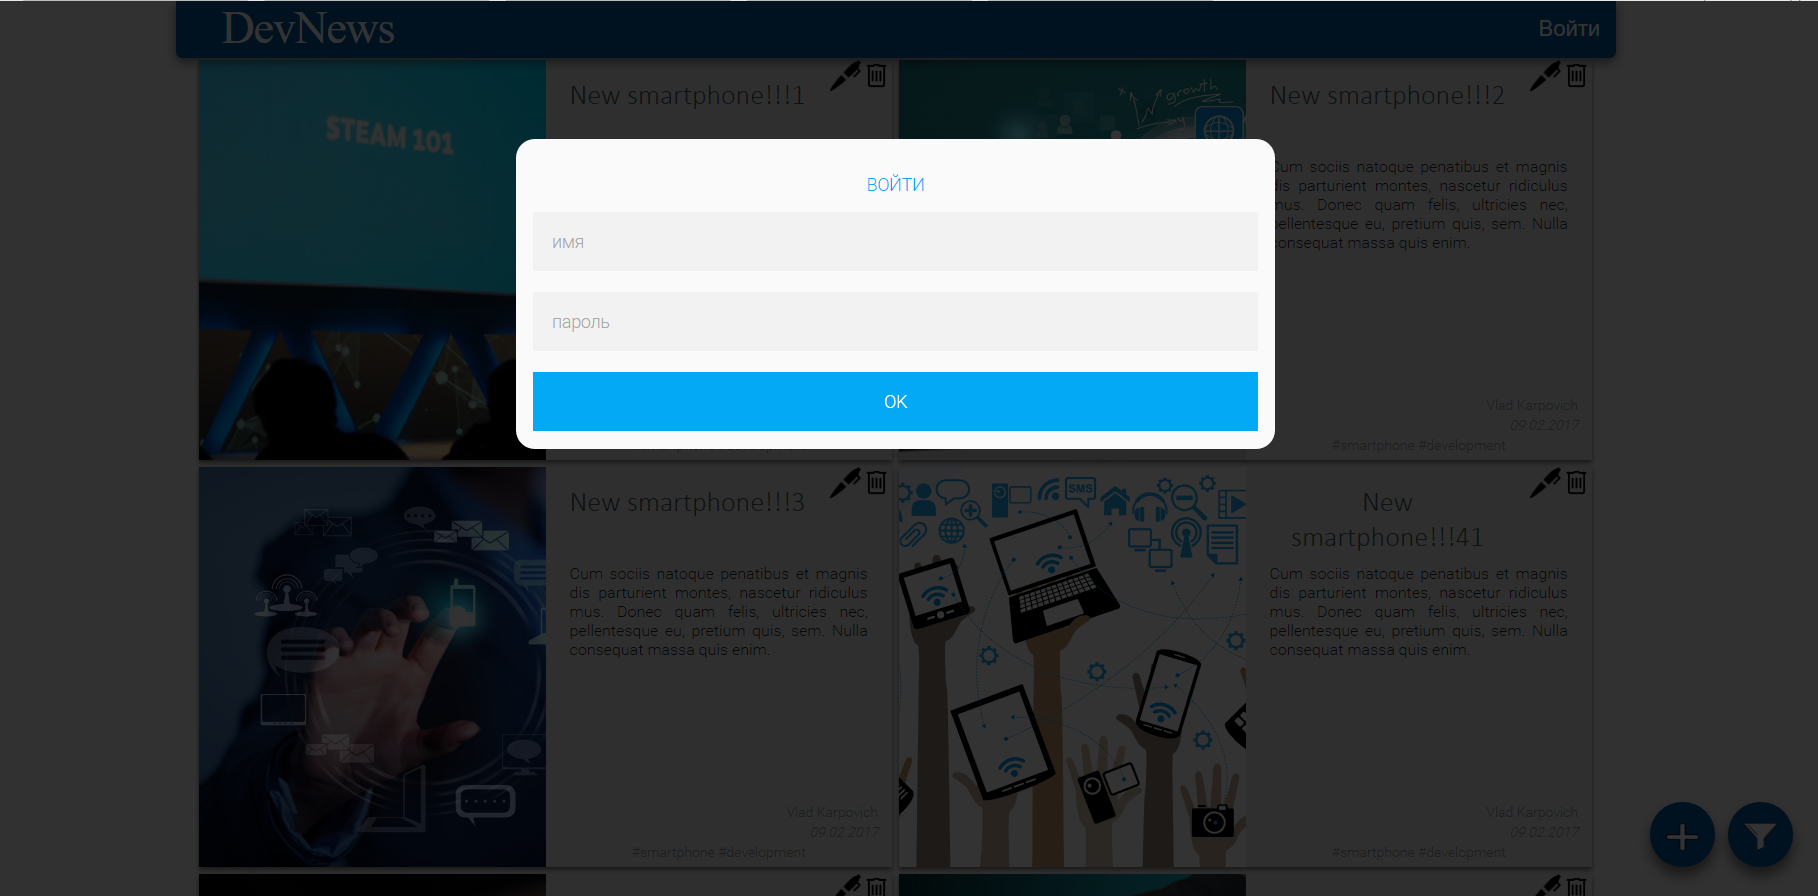 DevNews
Войти
STEAM 101
New smartphone!!!1
growth
New smartphone!!!2
Cum sociis natoque penatibus et magnis
dis parturient montes, nascetur ridiculus
mus. Donec quam felis, ultricies nec,
pellentesque eu, pretium quis, sem. Nulla
consequat massa quis enim.
Vlad Karpovich
09.02.2017
#smartphone #development
ВОЙТИ
имя
пароль
OK
#smartphone #development
New smartphone!!!3
Cum sociis natoque penatibus et magnis
dis parturient montes, nascetur ridiculus
mus. Donec quam felis, ultricies nec,
pellentesque eu, pretium quis, sem. Nulla
consequat massa quis enim.
Vlad Karpovich
09.02.2017
#smartphone #development
SMS
New
smartphone!!!41
Cum sociis natoque penatibus et magnis
dis parturient montes, nascetur ridiculus
mus. Donec quam felis, ultricies nec,
pellentesque eu, pretium quis, sem. Nulla
consequat massa quis enim.
Vlad Karpovich
09.02.2017
#smartphone #development